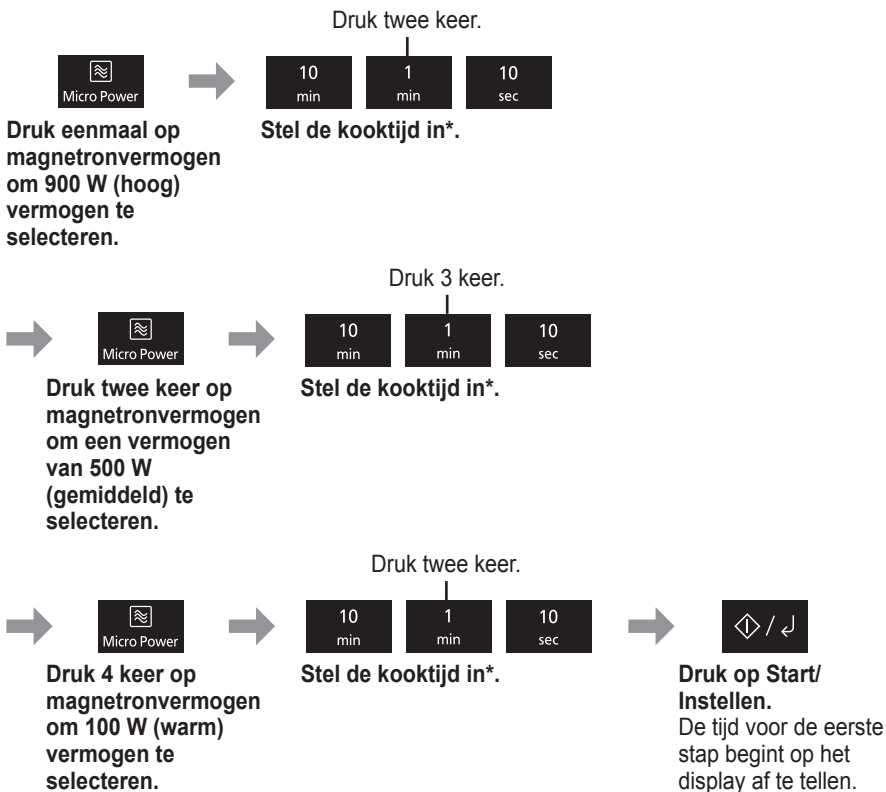 Druk twee keer.
Micro Power
10 min
1 min
10 sec
Druk eenmaal op
magnetronvermogen
om 900 W (hoog)
vermogen te
selecteren.
Stel de kooktijd in*.
Druk 3 keer.
Micro Power
10 min
1 min
10 sec
Druk twee keer op
magnetronvermogen
om een vermogen
van 500 W
(gemiddeld) te
selecteren.
Stel de kooktijd in*.
Druk twee keer.
Micro Power
10 min
1 min
10 sec
Druk 4 keer op
magnetronvermogen
om 100 W (warm)
vermogen te
selecteren.
Stel de kooktijd in*.
Druk op Start/
Instellen.
De tijd voor de eerste
stap begint op het
display af te tellen.